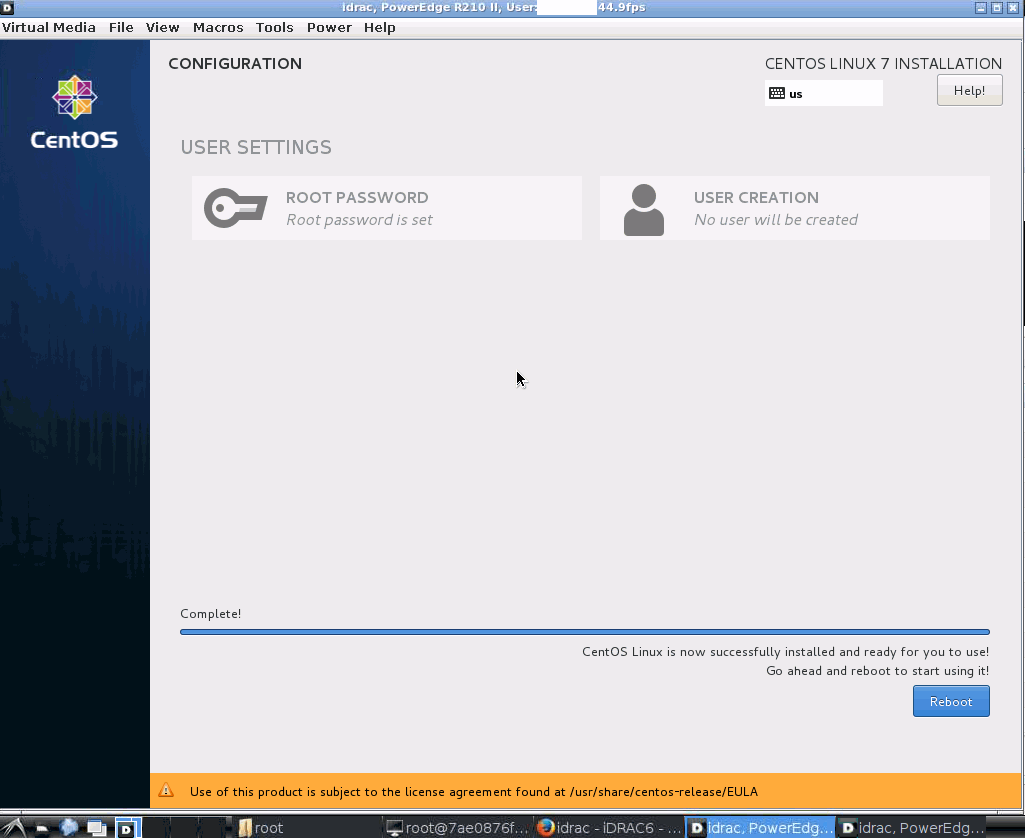 idrac, PowerEdge R210 II, User: 44.9fps
Virtual Media File View Macros Tools Power Help
CentOS
CONFIGURATION
CENTOS LINUX 7 INSTALLATION
us
Help!
USER SETTINGS
ROOT PASSWORD
Root password is set
USER CREATION
No user will be created
Complete!
CentOS Linux is now successfully installed and ready for you to use!
Go ahead and reboot to start using it!
Reboot
Use of this product is subject to the license agreement found at /usr/share/centos-release/EULA
root root@7ae0876f... idrac - iDRAC6 - ... idrac, PowerEdg... idrac, PowerEdg...